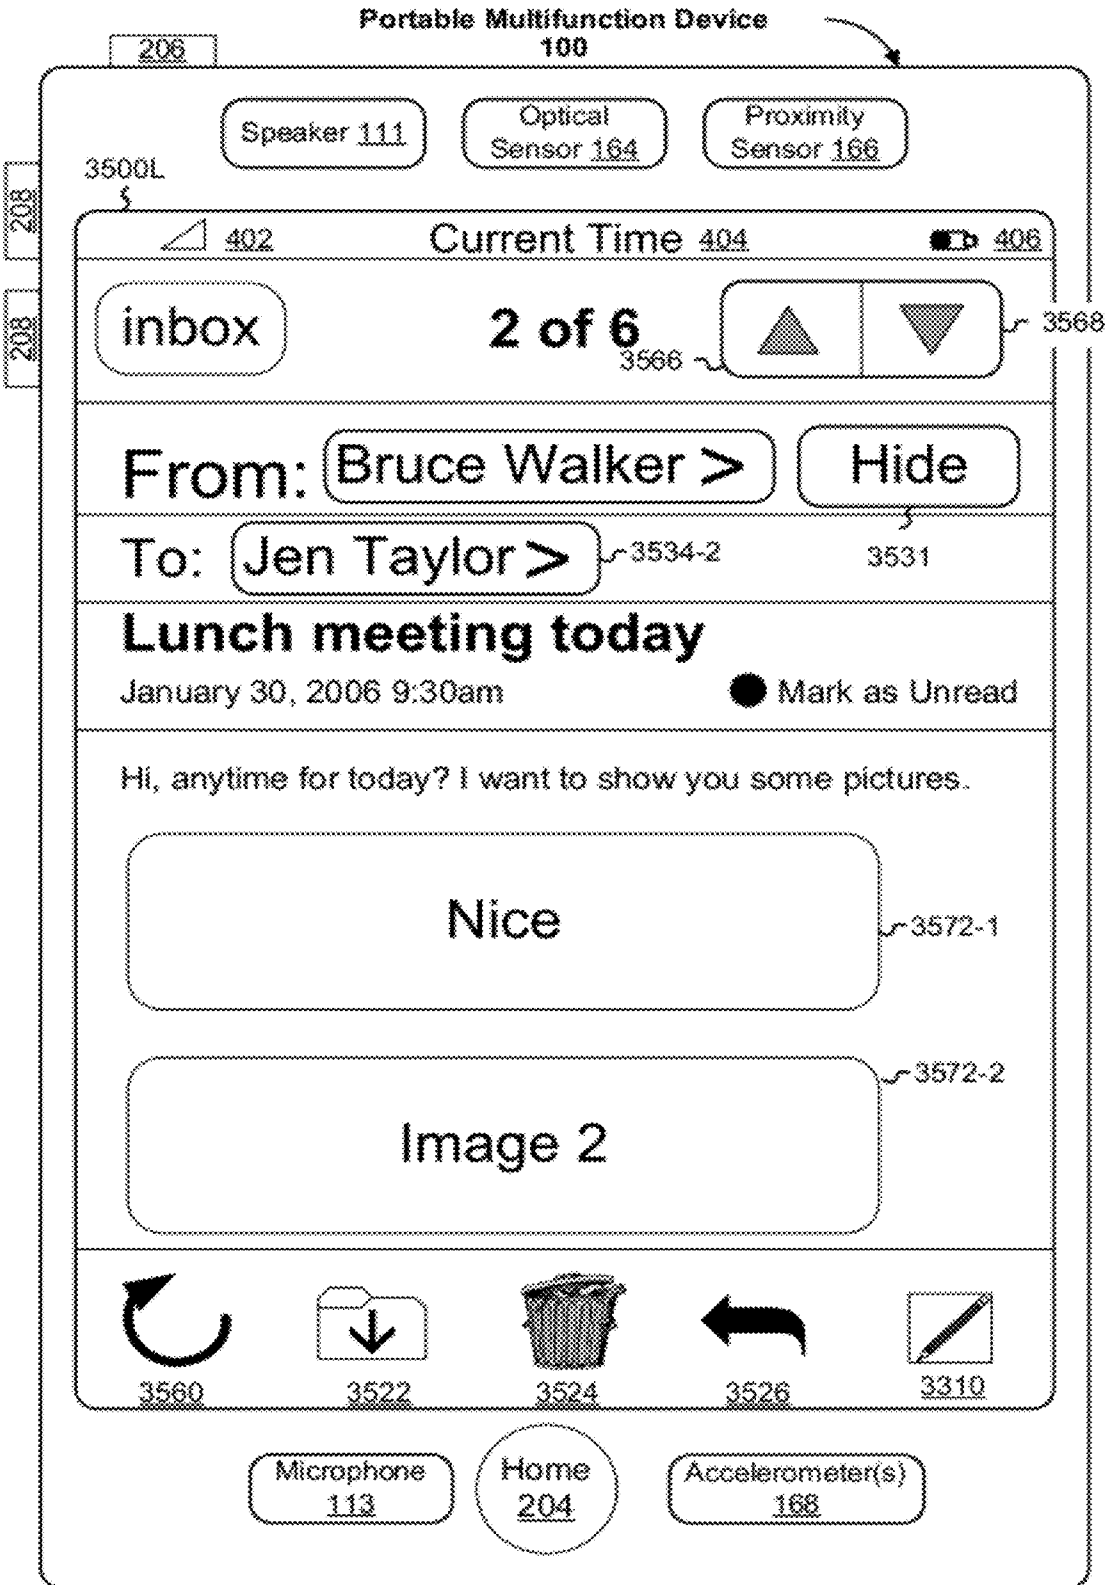 Portable Multifunction Device
100
206
Speaker 111
Optical
Sensor 164
Proximity
Sensor 166
3500L
208
208
402
Current Time 404
406
inbox
2 of 6
3566
3568
From: Bruce Walker >
Hide
3531
To: Jen Taylor >
3534-2
Lunch meeting today
January 30, 2006 9:30am
Mark as Unread
Hi, anytime for today? I want to show you some pictures.
Nice
3572-1
Image 2
3572-2
3560
3522
3524
3526
3310
Microphone
113
Home
204
Accelerometer(s)
168